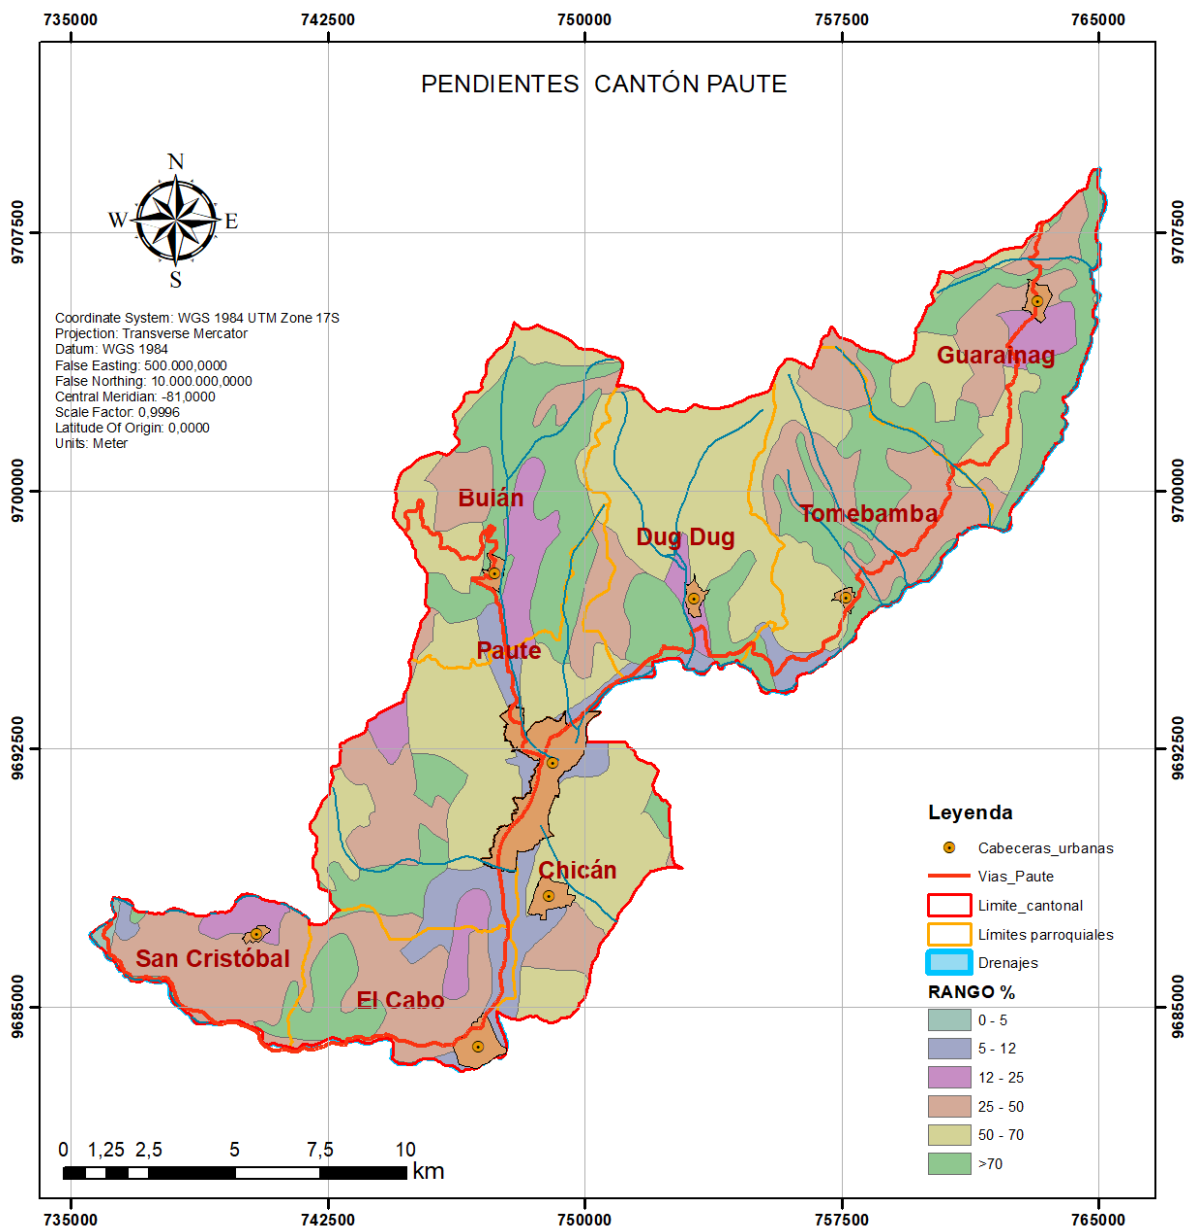 735000 742500 750000 757500 765000
PENDIENTES CANTÓN PAUTE
N
W E
S
9707500 9707500
Coordinate System: WGS 1984 UTM Zone 17S
Projection: Transverse Mercator
Datum: WGS 1984
False Easting: 500.000,0000
False Northing: 10.000.000,0000
Central Meridian: -81,0000
Scale Factor: 0,9996
Latitude Of Origin: 0,0000
Units: Meter
Guarainag
9700000 9700000
Bulán
Tomebamba
Dug Dug
Paute
9692500 9692500
Chicán
San Cristóbal
El Cabo
9685000 9685000
Leyenda
Cabeceras_urbanas
Vias_Paute
Limite_cantonal
Límites parroquiales
Drenajes
RANGO %
0 - 5
5 - 12
12 - 25
25 - 50
50 - 70
>70
0 1,25 2,5 5 7,5 10
km
735000 742500 750000 757500 765000